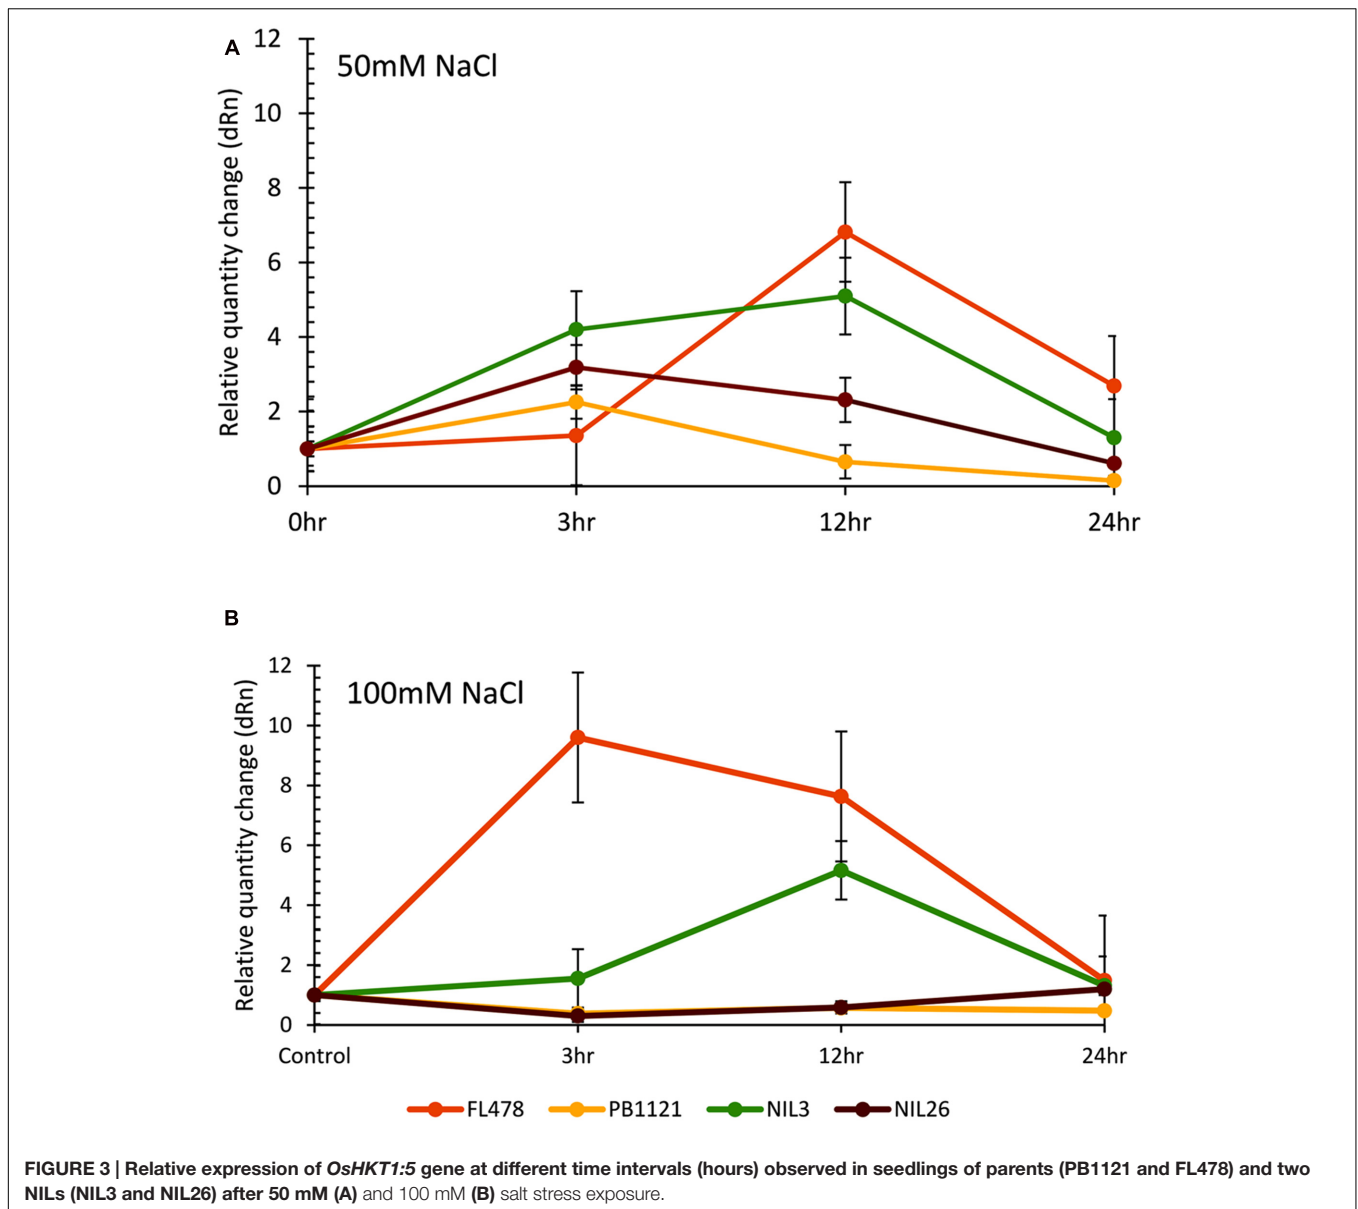 A
50mM NaCl
Relative quantity change (dRn)
12
10
8
6
4
2
0
0hr 3hr 12hr 24hr
B
100mM NaCl
Relative quantity change (dRn)
12
10
8
6
4
2
0
Control 3hr 12hr 24hr
FL478 PB1121 NIL3 NIL26
FIGURE 3 | Relative expression of OsHKT1:5 gene at different time intervals (hours) observed in seedlings of parents (PB1121 and FL478) and two
NILs (NIL3 and NIL26) after 50 mM (A) and 100 mM (B) salt stress exposure.